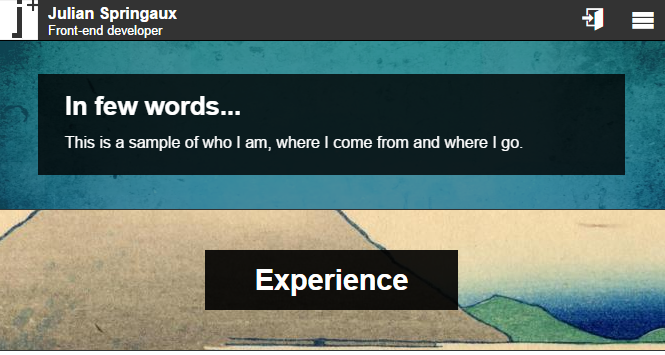 j+
Julian Springaux
Front-end developer
In few words...
This is a sample of who I am, where I come from and where I go.
Experience